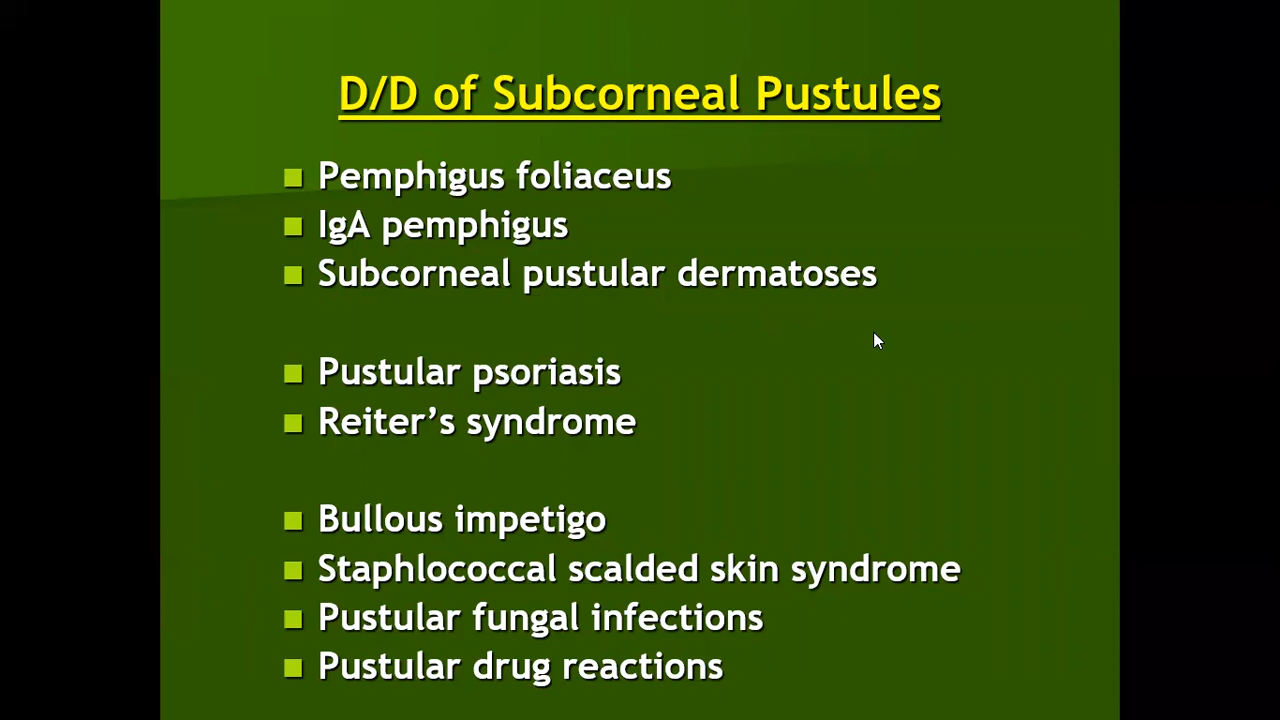 D/D of Subcorneal Pustules
Pemphigus foliaceus
IgA pemphigus
Subcorneal pustular dermatoses
Pustular psoriasis
Reiter’s syndrome
Bullous impetigo
Staphlococcal scalded skin syndrome
Pustular fungal infections
Pustular drug reactions